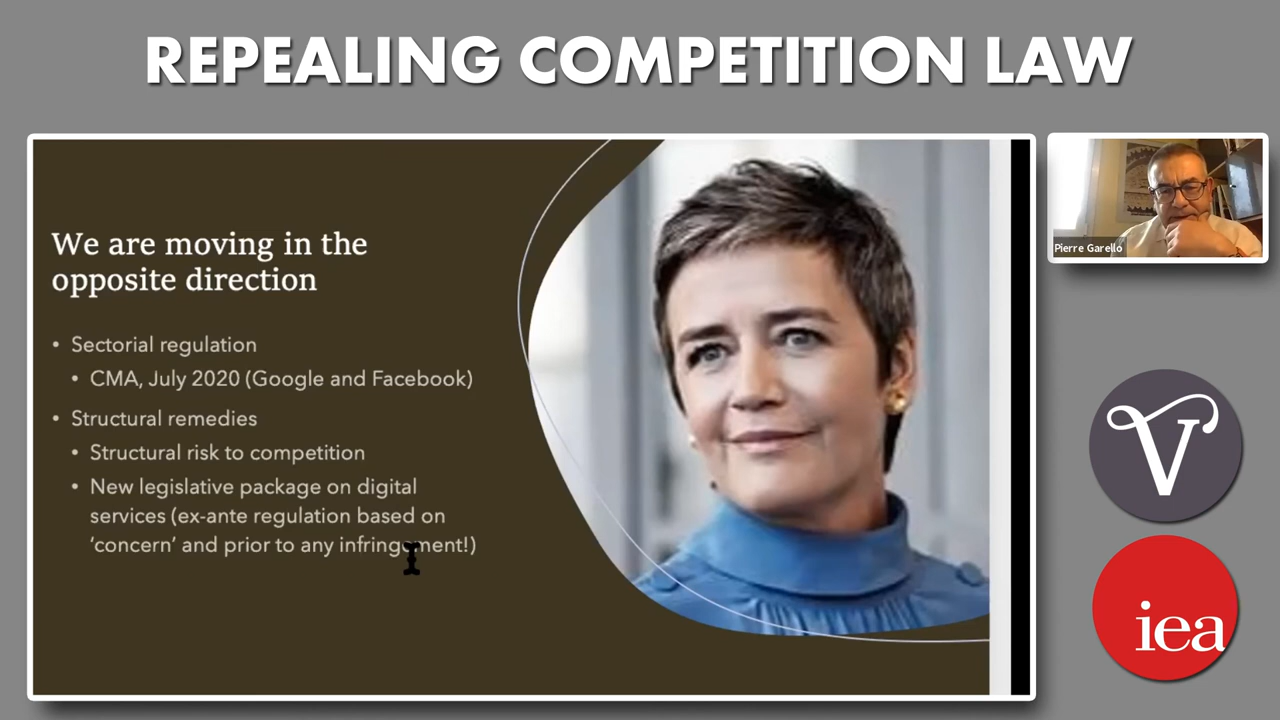 REPEALING COMPETITION LAW
We are moving in the
opposite direction
• Sectorial regulation
• CMA, July 2020 (Google and Facebook)
• Structural remedies
• Structural risk to competition
• New legislative package on digital
services (ex-ante regulation based on
‘concern’ and prior to any infringement!)
Pierre Garello
V
iea